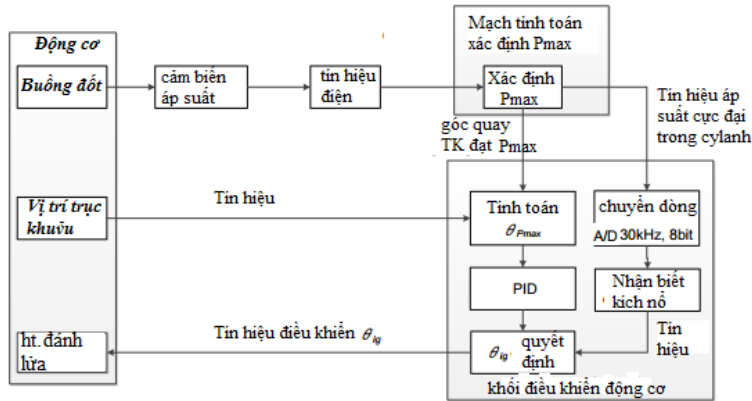 Động cơ
Buồng đốt
cảm biến
áp suất
tín hiệu
điện
Mạch tính toán
xác định Pmax
Xác định
Pmax
góc quay
TK đạt Pmax
Tín hiệu áp
suất cực đại
trong cylanh
Vị trí trục
khuỷu
Tín hiệu
Tính toán
θPmax
chuyển dòng
A/D 30kHz, 8bit
PID
Nhận biết
kích nổ
Tín
hiệu
ht. đánh
lửa
Tín hiệu điều khiển θig
θig quyết
định
khối điều khiển động cơ